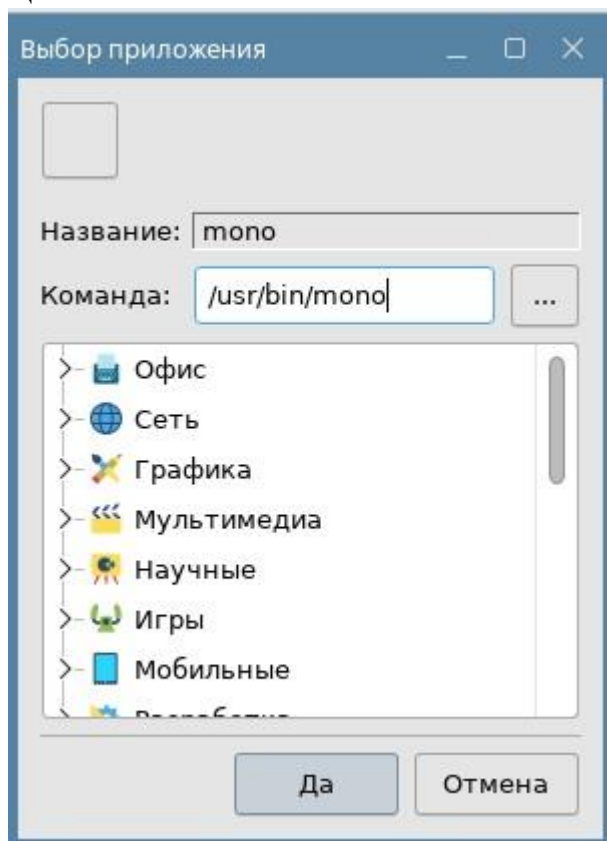 Выбор приложения
Название: mono
Команда: /usr/bin/mono ...
Офис
Сеть
Графика
Мультимедиа
Научные
Игры
Мобильные
Да Отмена